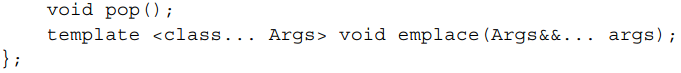 void pop();
template <class... Args> void emplace(Args&&... args);
};